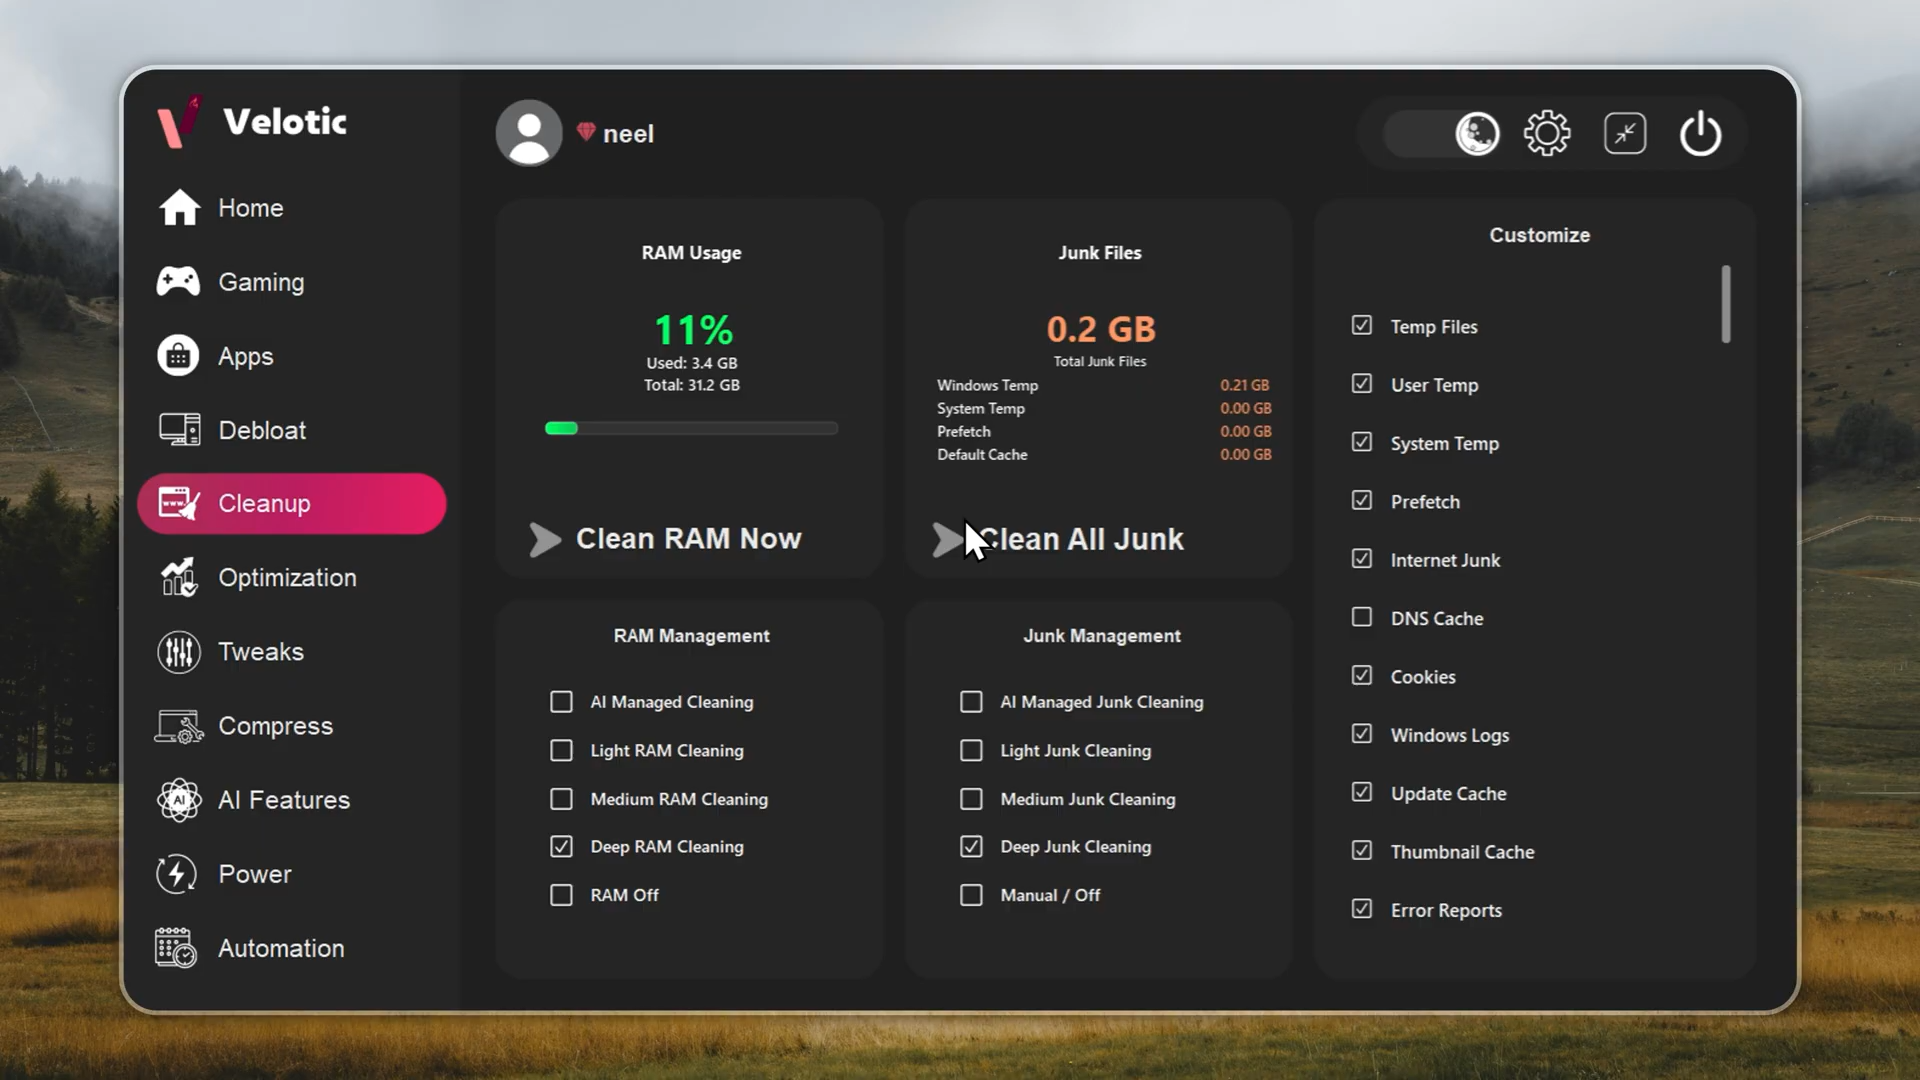 Velotic
neel
Home
Gaming
Apps
Debloat
Cleanup
Optimization
Tweaks
Compress
AI Features
AI
Power
Automation
RAM Usage
11%
Used: 3.4 GB
Total: 31.2 GB
Clean RAM Now
Junk Files
0.2 GB
Total Junk Files
Windows Temp 0.21 GB
System Temp 0.00 GB
Prefetch 0.00 GB
Default Cache 0.00 GB
Clean All Junk
RAM Management
AI Managed Cleaning
Light RAM Cleaning
Medium RAM Cleaning
Deep RAM Cleaning
RAM Off
Junk Management
AI Managed Junk Cleaning
Light Junk Cleaning
Medium Junk Cleaning
Deep Junk Cleaning
Manual / Off
Customize
Temp Files
User Temp
System Temp
Prefetch
Internet Junk
DNS Cache
Cookies
Windows Logs
Update Cache
Thumbnail Cache
Error Reports